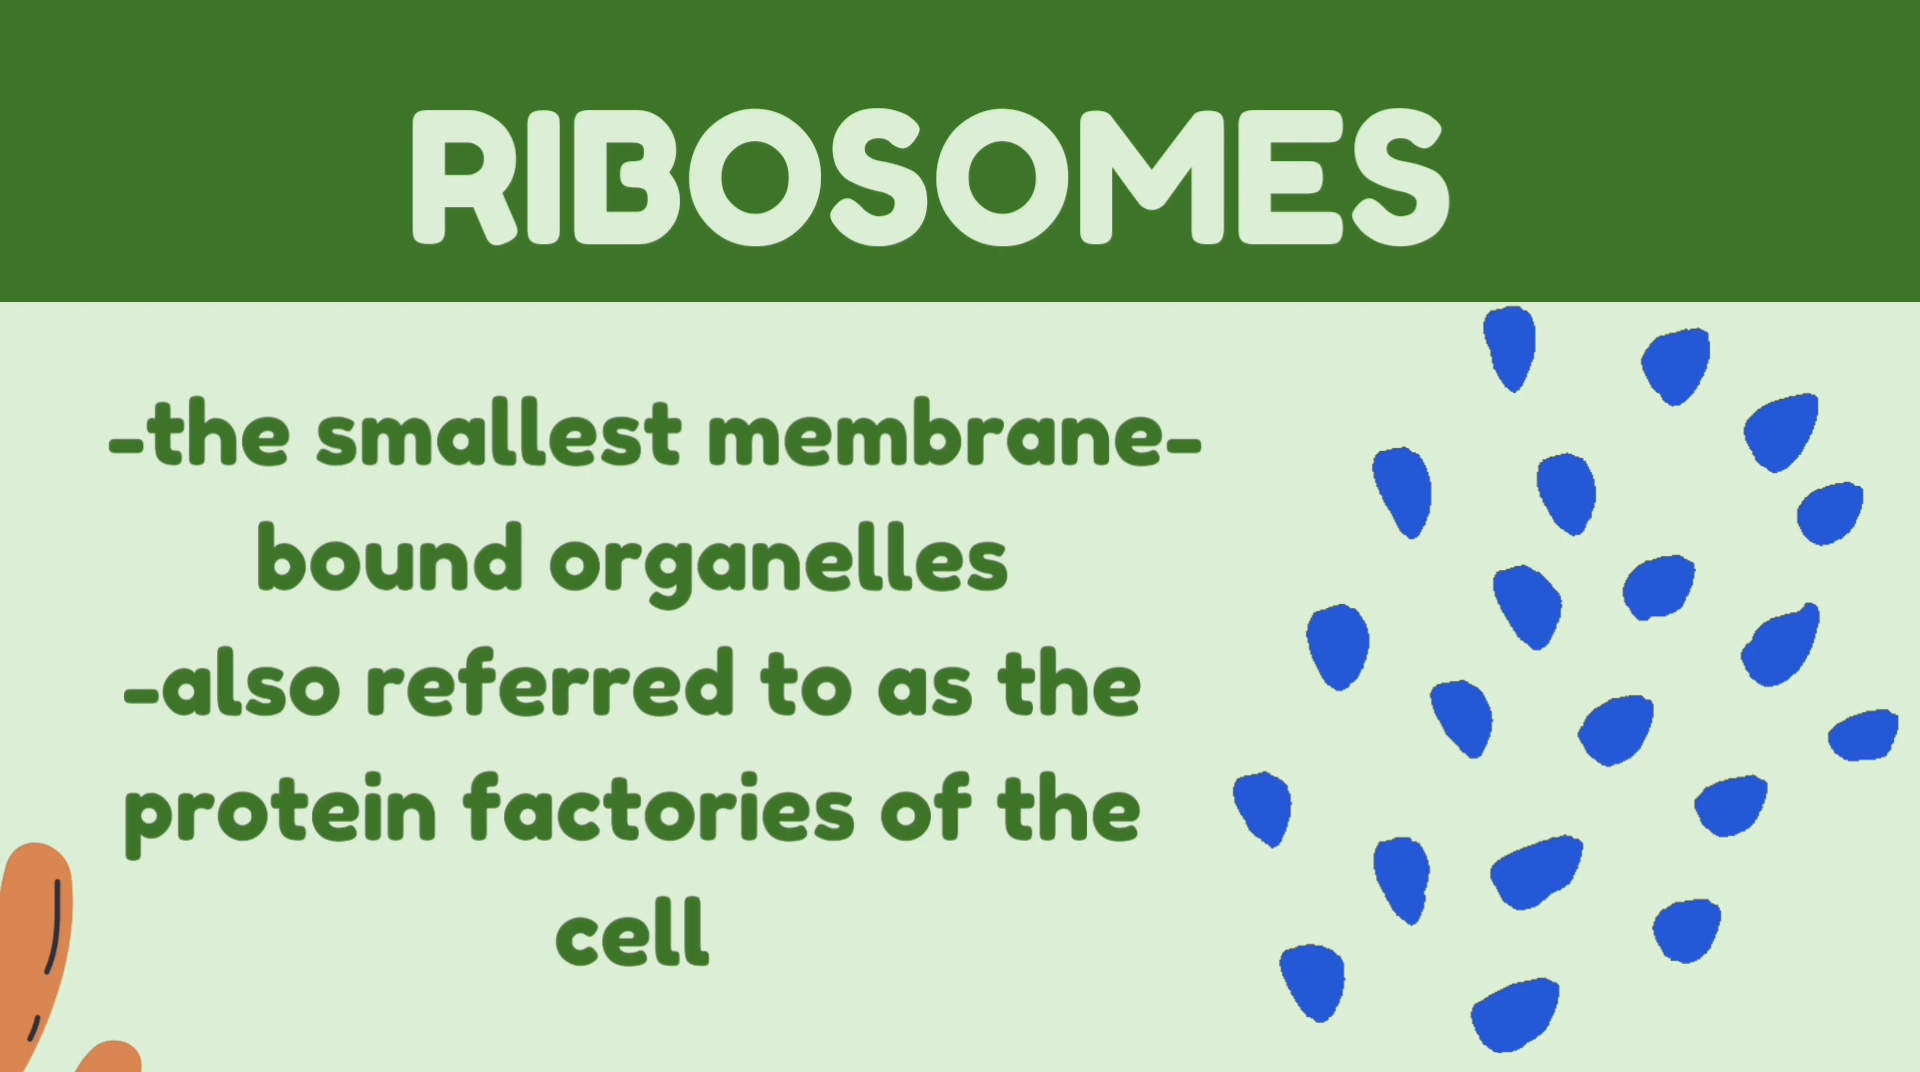 RIBOSOMES
-the smallest membrane-
bound organelles
-also referred to as the
protein factories of the
cell